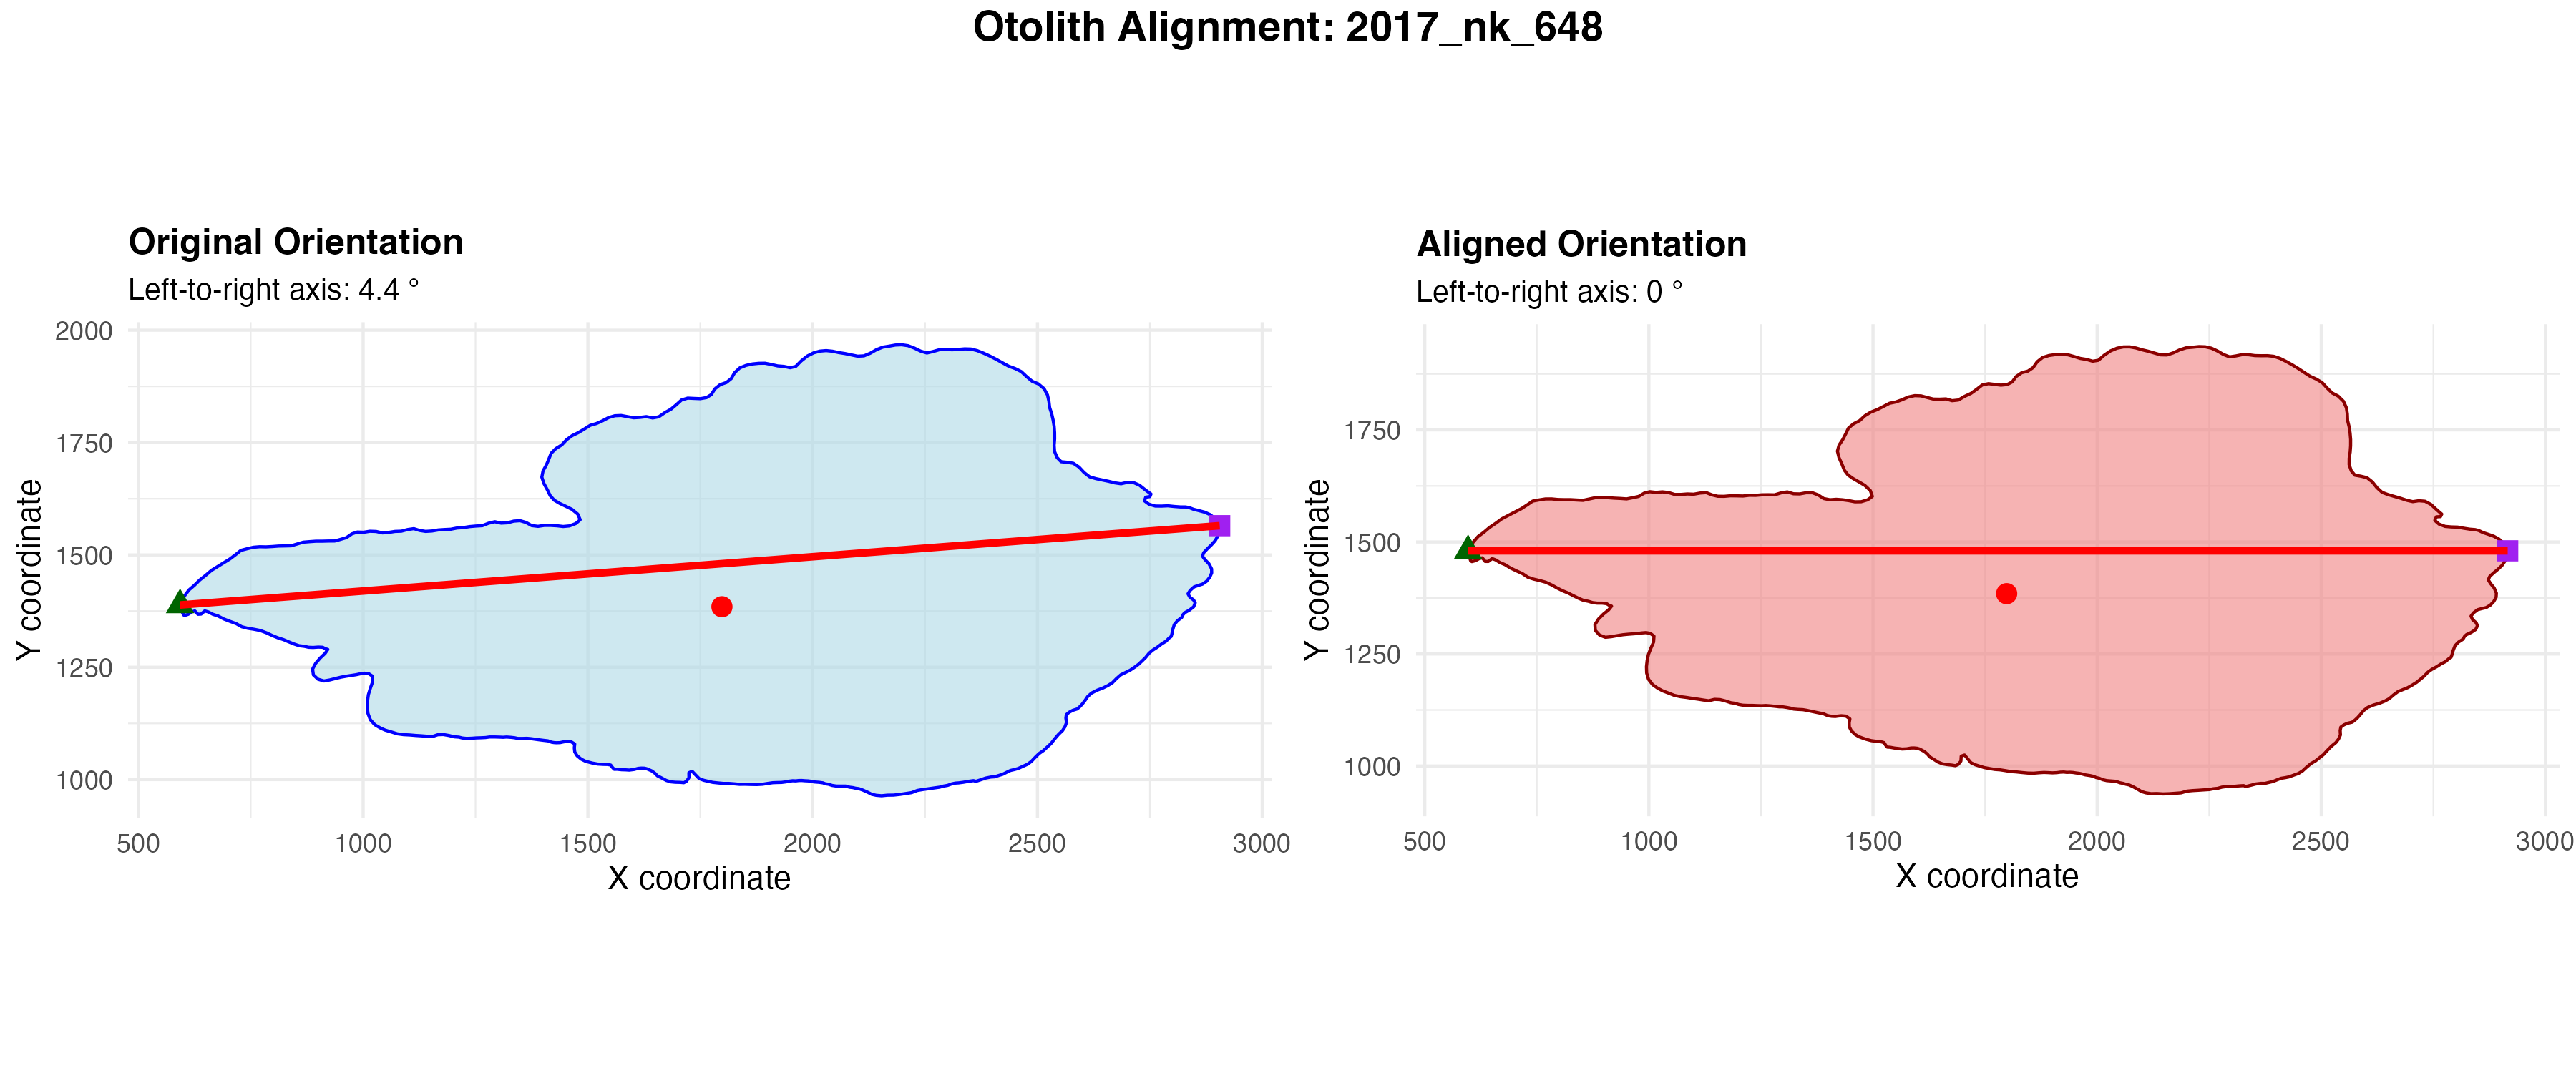 Otolith Alignment: 2017_nk_648
Original Orientation
Left-to-right axis: 4.4 °
2000
1750
1500
1250
1000
Y coordinate
500 1000 1500 2000 2500 3000
X coordinate
Aligned Orientation
Left-to-right axis: 0 °
1750
1500
1250
1000
Y coordinate
500 1000 1500 2000 2500 3000
X coordinate